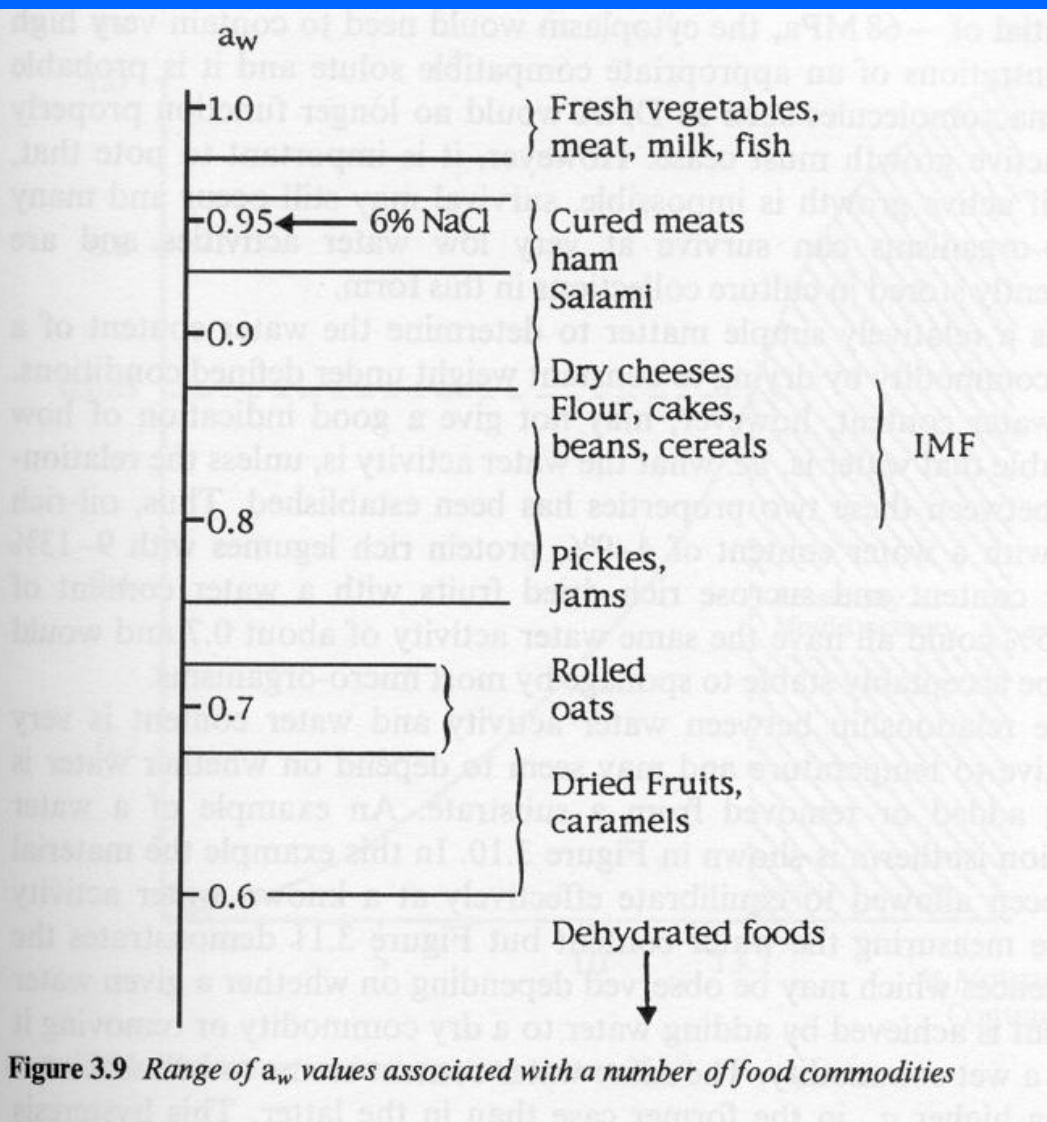 a_w
1.0
Fresh vegetables,
meat, milk, fish
0.95 6% NaCl
Cured meats
ham
Salami
0.9
Dry cheeses
Flour, cakes,
beans, cereals
IMF
0.8
Pickles,
Jams
Rolled
oats
0.7
Dried Fruits,
caramels
0.6
Dehydrated foods
Figure 3.9 Range of a_w values associated with a number of food commodities